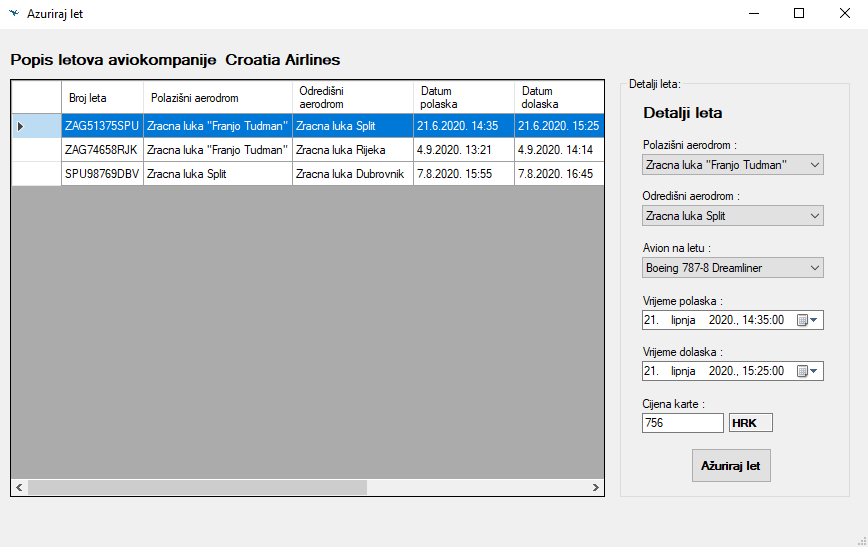 Azuriraj let
Popis letova aviokompanije Croatia Airlines
Broj leta Polazišni aerodrom Odredišni aerodrom Datum polaska Datum dolaska
ZAG51375SPU Zracna luka "Franjo Tudman" Zracna luka Split 21.6.2020. 14:35 21.6.2020. 15:25
ZAG74658RJK Zracna luka "Franjo Tudman" Zracna luka Rijeka 4.9.2020. 13:21 4.9.2020. 14:14
SPU98769DBV Zracna luka Split Zracna luka Dubrovnik 7.8.2020. 15:55 7.8.2020. 16:45
Detalji leta:
Detalji leta
Polazišni aerodrom :
Zracna luka "Franjo Tudman"
Odredišni aerodrom :
Zracna luka Split
Avion na letu :
Boeing 787-8 Dreamliner
Vrijeme polaska :
21. lipnja 2020., 14:35:00
Vrijeme dolaska :
21. lipnja 2020., 15:25:00
Cijena karte :
756 HRK
Ažuriraj let